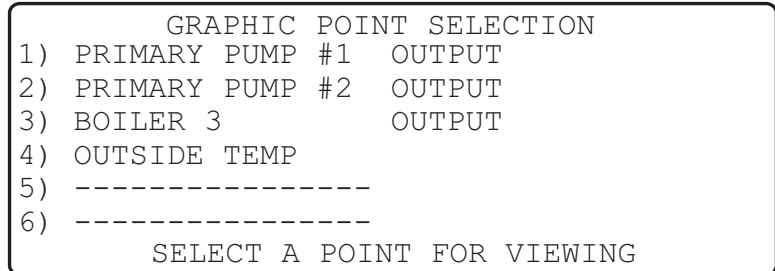 GRAPHIC POINT SELECTION
1) PRIMARY PUMP #1 OUTPUT
2) PRIMARY PUMP #2 OUTPUT
3) BOILER 3 OUTPUT
4) OUTSIDE TEMP
5) ----------------
6) ----------------
SELECT A POINT FOR VIEWING